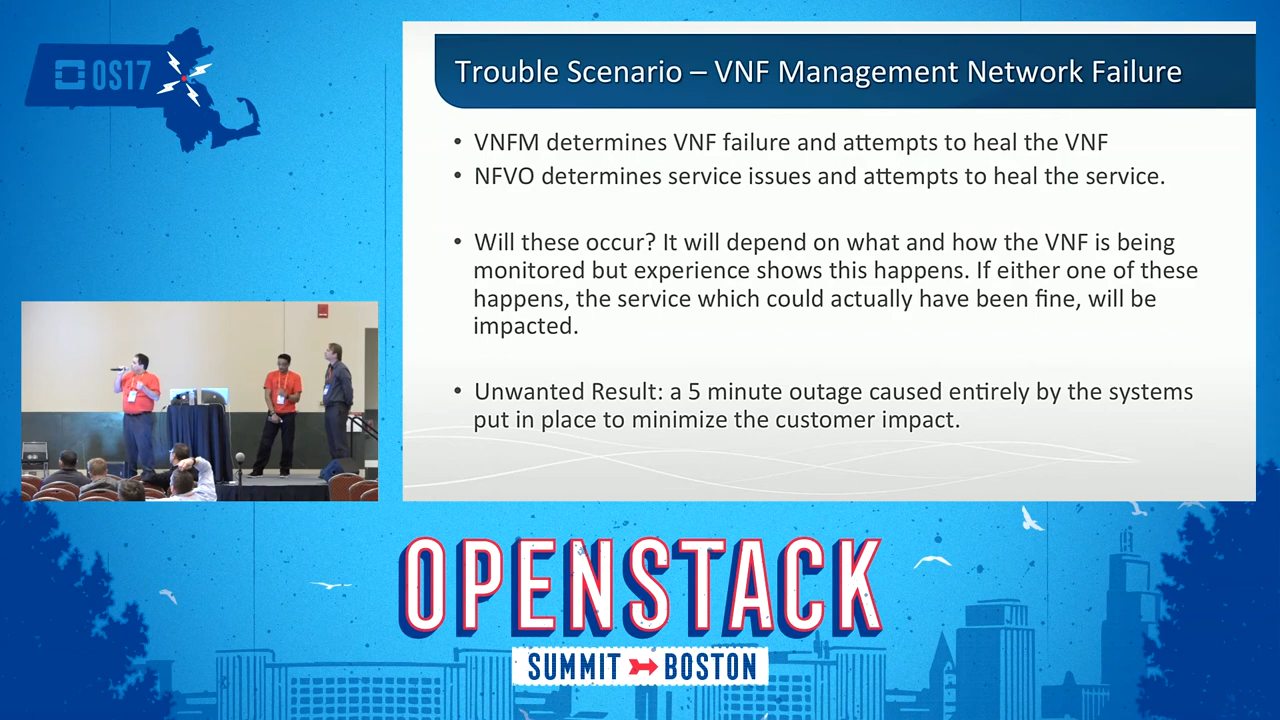 OS17
Trouble Scenario – VNF Management Network Failure
• VNFM determines VNF failure and attempts to heal the VNF
• NFVO determines service issues and attempts to heal the service.
• Will these occur? It will depend on what and how the VNF is being
monitored but experience shows this happens. If either one of these
happens, the service which could actually have been fine, will be
impacted.
• Unwanted Result: a 5 minute outage caused entirely by the systems
put in place to minimize the customer impact.
OPENSTACK
SUMMIT BOSTON